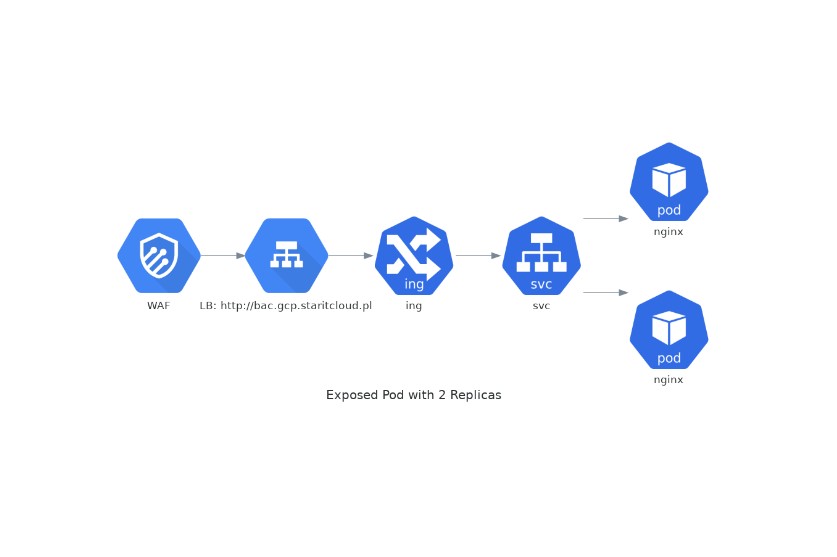 WAF
LB: http://bac.gcp.staritcloud.pl
ing
ing
svc
svc
pod
nginx
pod
nginx
Exposed Pod with 2 Replicas